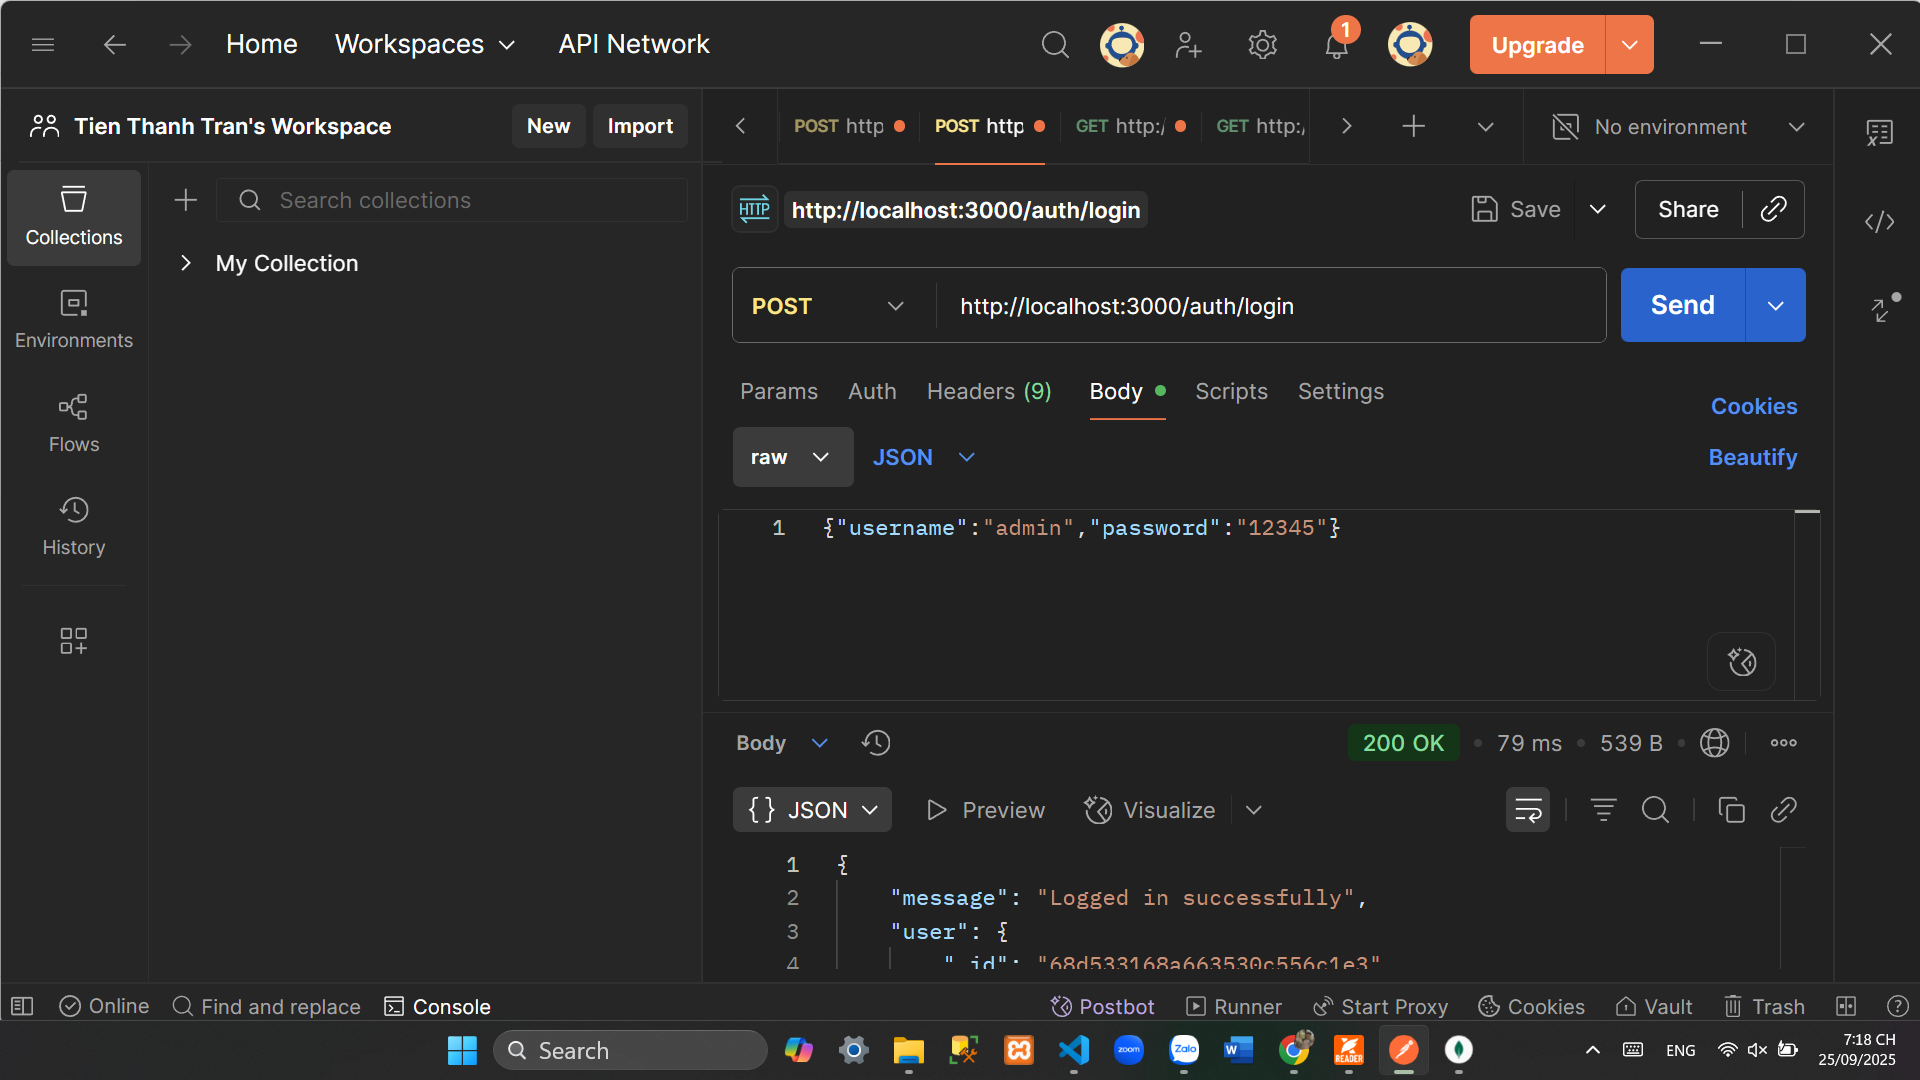 Home Workspaces API Network 1 Upgrade
Tien Thanh Tran's Workspace New Import
POST http POST http GET http:/ GET http:/ No environment
Collections
Search collections
My Collection
Environments
Flows
History
HTTP http://localhost:3000/auth/login Save Share
POST http://localhost:3000/auth/login Send
Params Auth Headers (9) Body Scripts Settings Cookies
raw JSON Beautify
1 {"username":"admin","password":"12345"}
Body 200 OK • 79 ms • 539 B •
{} JSON Preview Visualize
1 {
2 "message": "Logged in successfully",
3 "user": {
4 "_id": "68d533168a663530c556c1e3"
Online Find and replace Console Postbot Runner Start Proxy Cookies Vault Trash
Search zoom Zalo W READER ENG 7:18 CH
25/09/2025